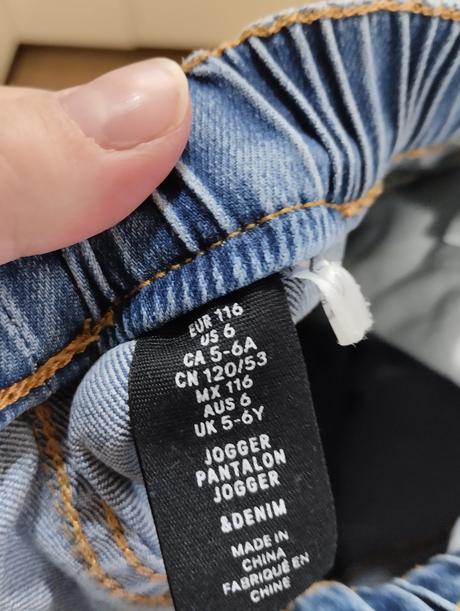 EUR 116
US 6
CA 5-6A
CN 120/53
MX 116
AUS 6
UK 5-6Y
JOGGER
PANTALON
JOGGER
&DENIM
MADE IN
CHINA
FABRIQUÉ EN
CHINE